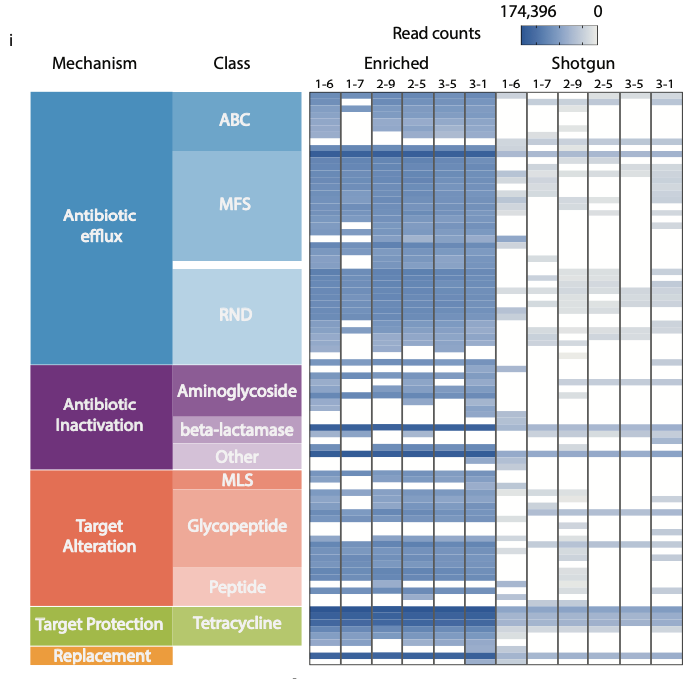 174,396 0
i
Read counts
Mechanism Class Enriched Shotgun
1-6 1-7 2-9 2-5 3-5 3-1 1-6 1-7 2-9 2-5 3-5 3-1
ABC
MFS
Antibiotic
efflux
RND
Aminoglycoside
Antibiotic
Inactivation
beta-lactamase
Other
MLS
Target
Alteration
Glycopeptide
Peptide
Target Protection Tetracycline
Replacement